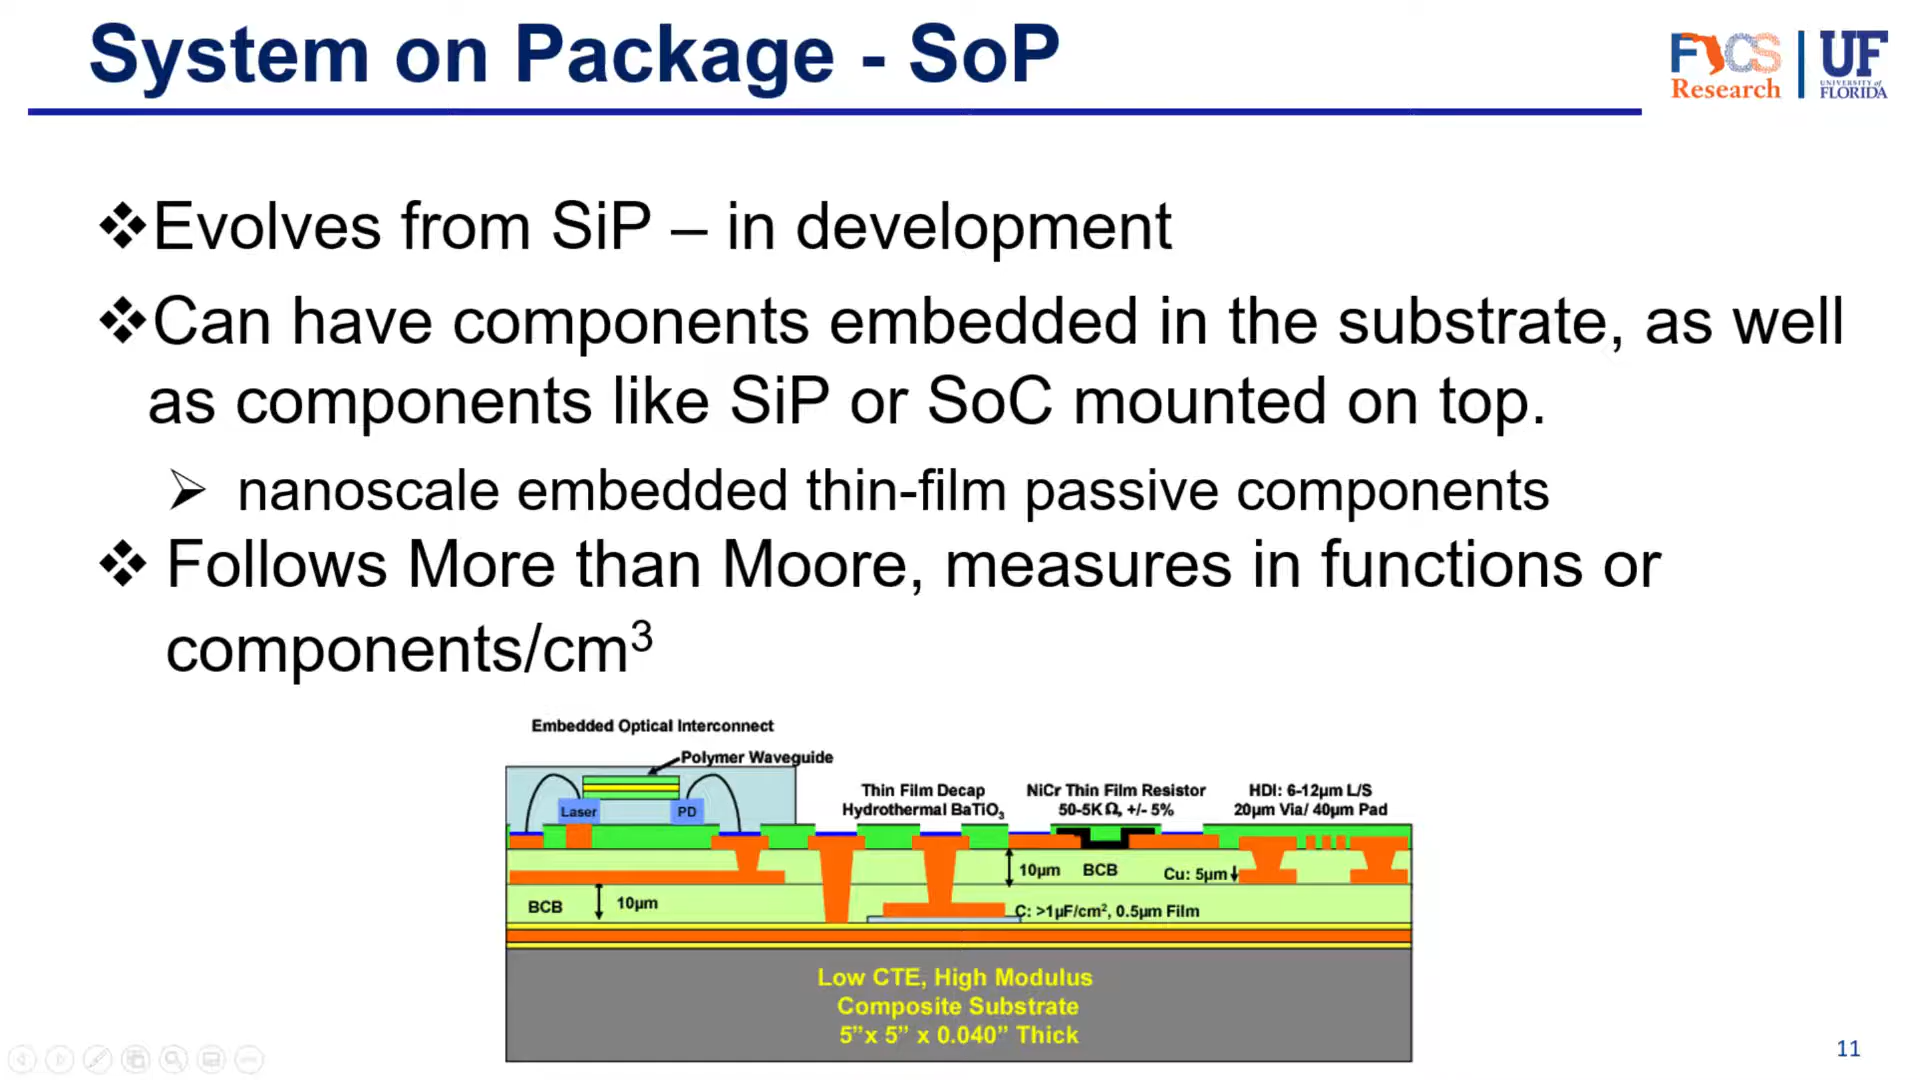 System on Package - SoP
FICS
Research
UF
UNIVERSITY of
FLORIDA
❖Evolves from SiP – in development
❖Can have components embedded in the substrate, as well
as components like SiP or SoC mounted on top.
➢ nanoscale embedded thin-film passive components
❖ Follows More than Moore, measures in functions or
components/cm³
Embedded Optical Interconnect
Polymer Waveguide
Laser
PD
Thin Film Decap
Hydrothermal BaTiO₃
NiCr Thin Film Resistor
50-5KΩ, +/- 5%
HDI: 6-12µm L/S
20µm Via/ 40µm Pad
10µm
BCB
Cu: 5µm
BCB
10µm
C: >1µF/cm², 0.5µm Film
Low CTE, High Modulus
Composite Substrate
5”x 5” x 0.040” Thick
11